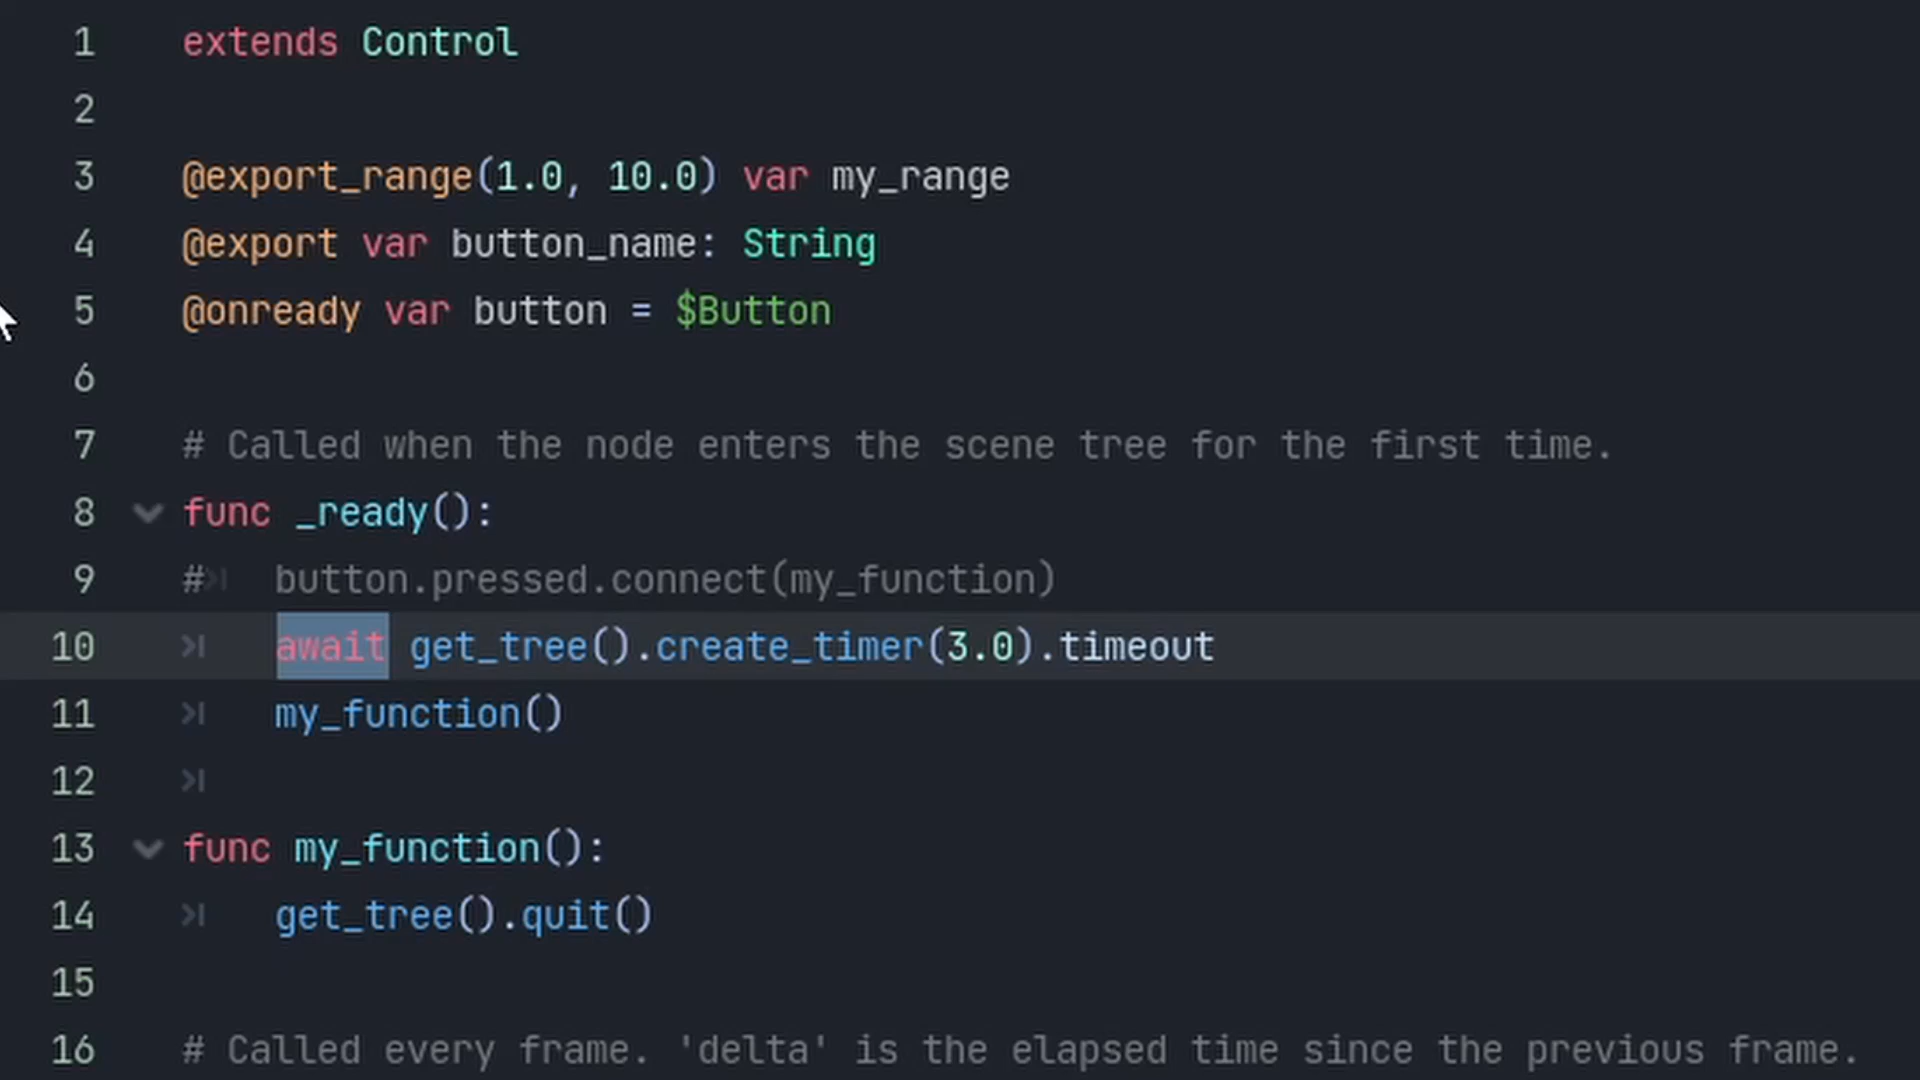 1 extends Control
2
3 @export_range(1.0, 10.0) var my_range
4 @export var button_name: String
5 @onready var button = $Button
6
7 # Called when the node enters the scene tree for the first time.
8 func _ready():
9 # button.pressed.connect(my_function)
10 await get_tree().create_timer(3.0).timeout
11 my_function()
12
13 func my_function():
14 get_tree().quit()
15
16 # Called every frame. 'delta' is the elapsed time since the previous frame.